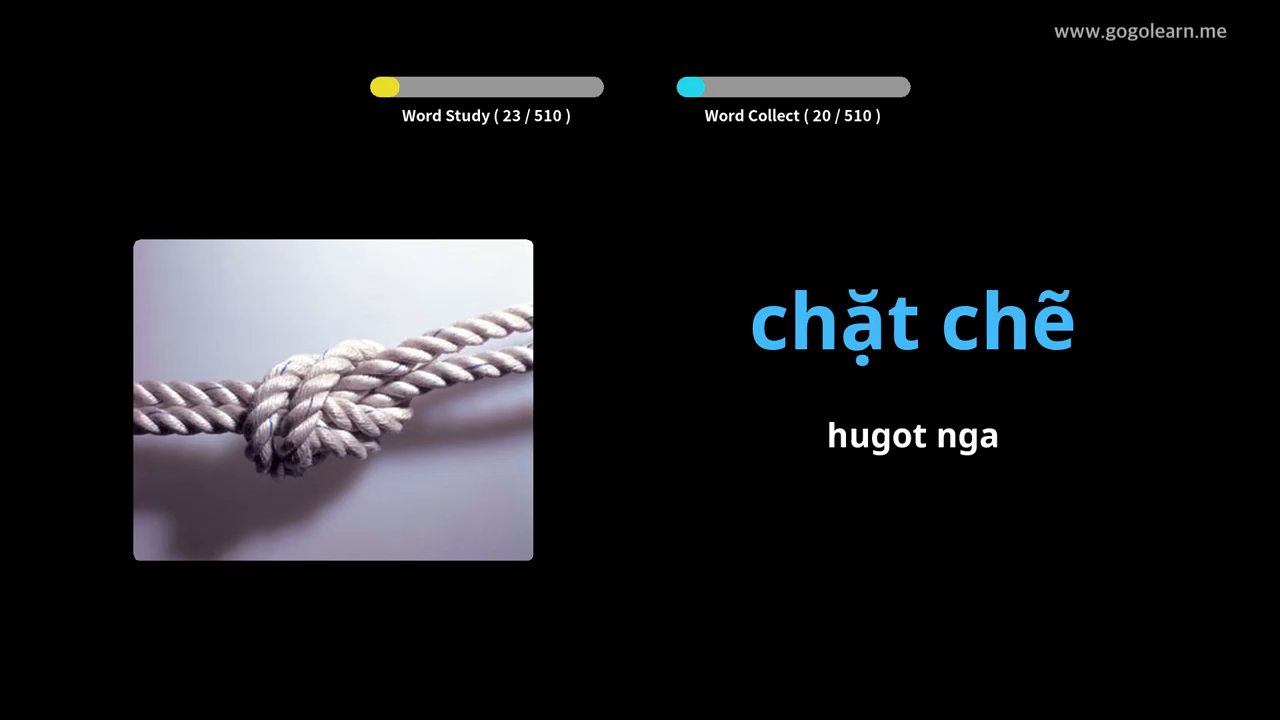 www.gogolearn.me
Word Study ( 23 / 510 )
Word Collect ( 20 / 510 )
chặt chẽ
hugot nga